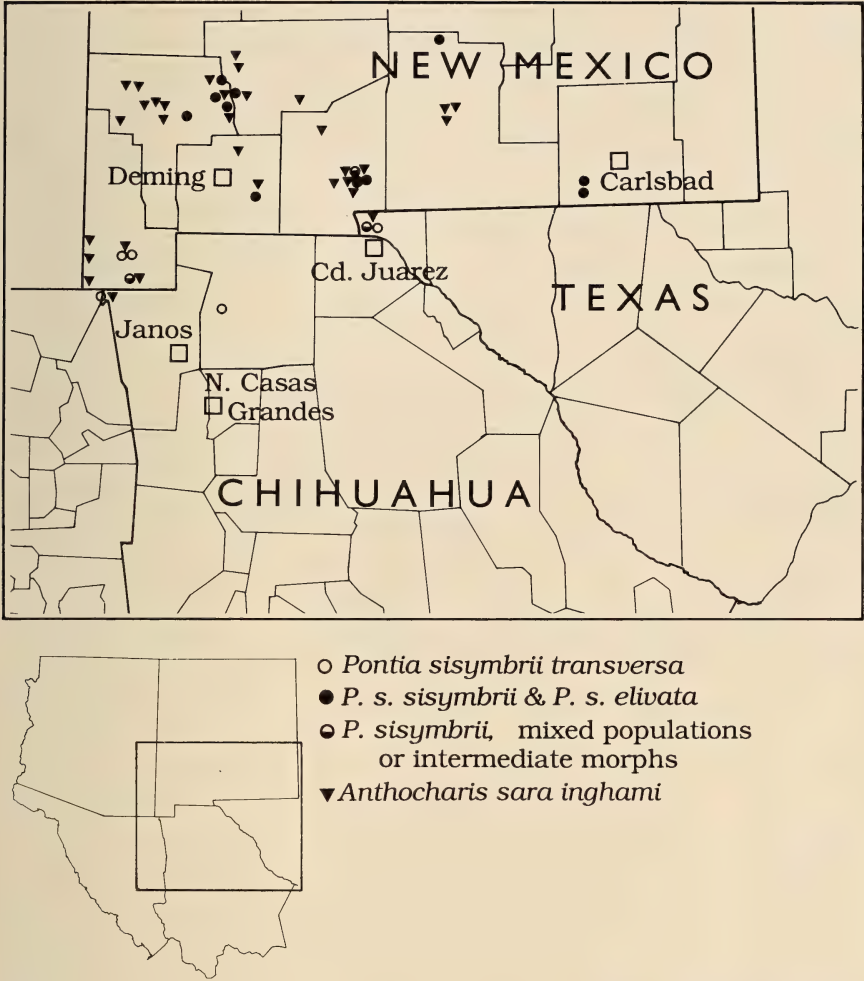 NEW MEXICO
Deming
Carlsbad
Cd. Juarez
TEXAS
Janos
N. Casas
Grandes
CHIHUAHUA
Pontia sisymbrii transversa
P. s. sisymbrii & P. s. elivata
P. sisymbrii, mixed populations
or intermediate morphs
Anthocharis sara inghami